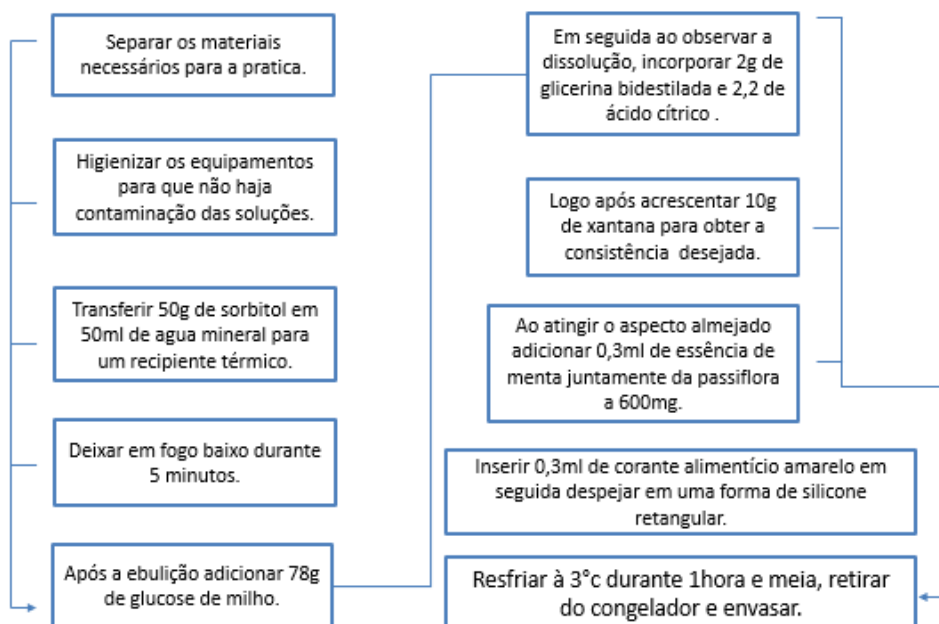 Separar os materiais
necessários para a pratica.
Higienizar os equipamentos
para que não haja
contaminação das soluções.
Transferir 50g de sorbitol em
50ml de agua mineral para
um recipiente térmico.
Deixar em fogo baixo durante
5 minutos.
Após a ebulição adicionar 78g
de glucose de milho.
Em seguida ao observar a
dissolução, incorporar 2g de
glicerina bidestilada e 2,2 de
ácido cítrico .
Logo após acrescentar 10g
de xantana para obter a
consistência desejada.
Ao atingir o aspecto almejado
adicionar 0,3ml de essência de
menta juntamente da passiflora
a 600mg.
Inserir 0,3ml de corante alimentício amarelo em
seguida despejar em uma forma de silicone
retangular.
Resfriar à 3°c durante 1hora e meia, retirar
do congelador e envasar.